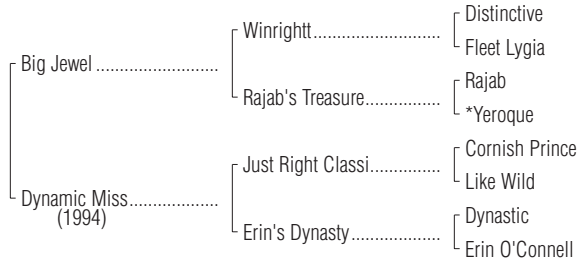 Distinctive
Winrightt
Fleet Lygia
Big Jewel
Rajab
Rajab's Treasure
*Yeroque
Cornish Prince
Just Right Classi
Like Wild
Dynamic Miss
(1994)
Dynastic
Erin's Dynasty
Erin O'Connell